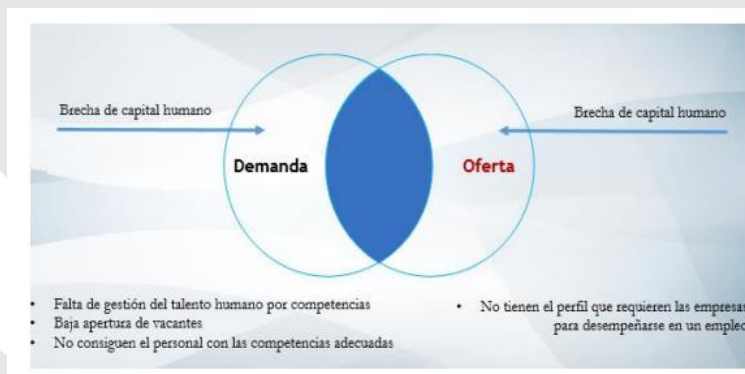 Brecha de capital humano
Brecha de capital humano
Demanda
Oferta
• Falta de gestión del talento humano por competencias
• Baja apertura de vacantes
• No consiguen el personal con las competencias adecuadas
• No tienen el perfil que requieren las empresas
para desempeñarse en un empleo